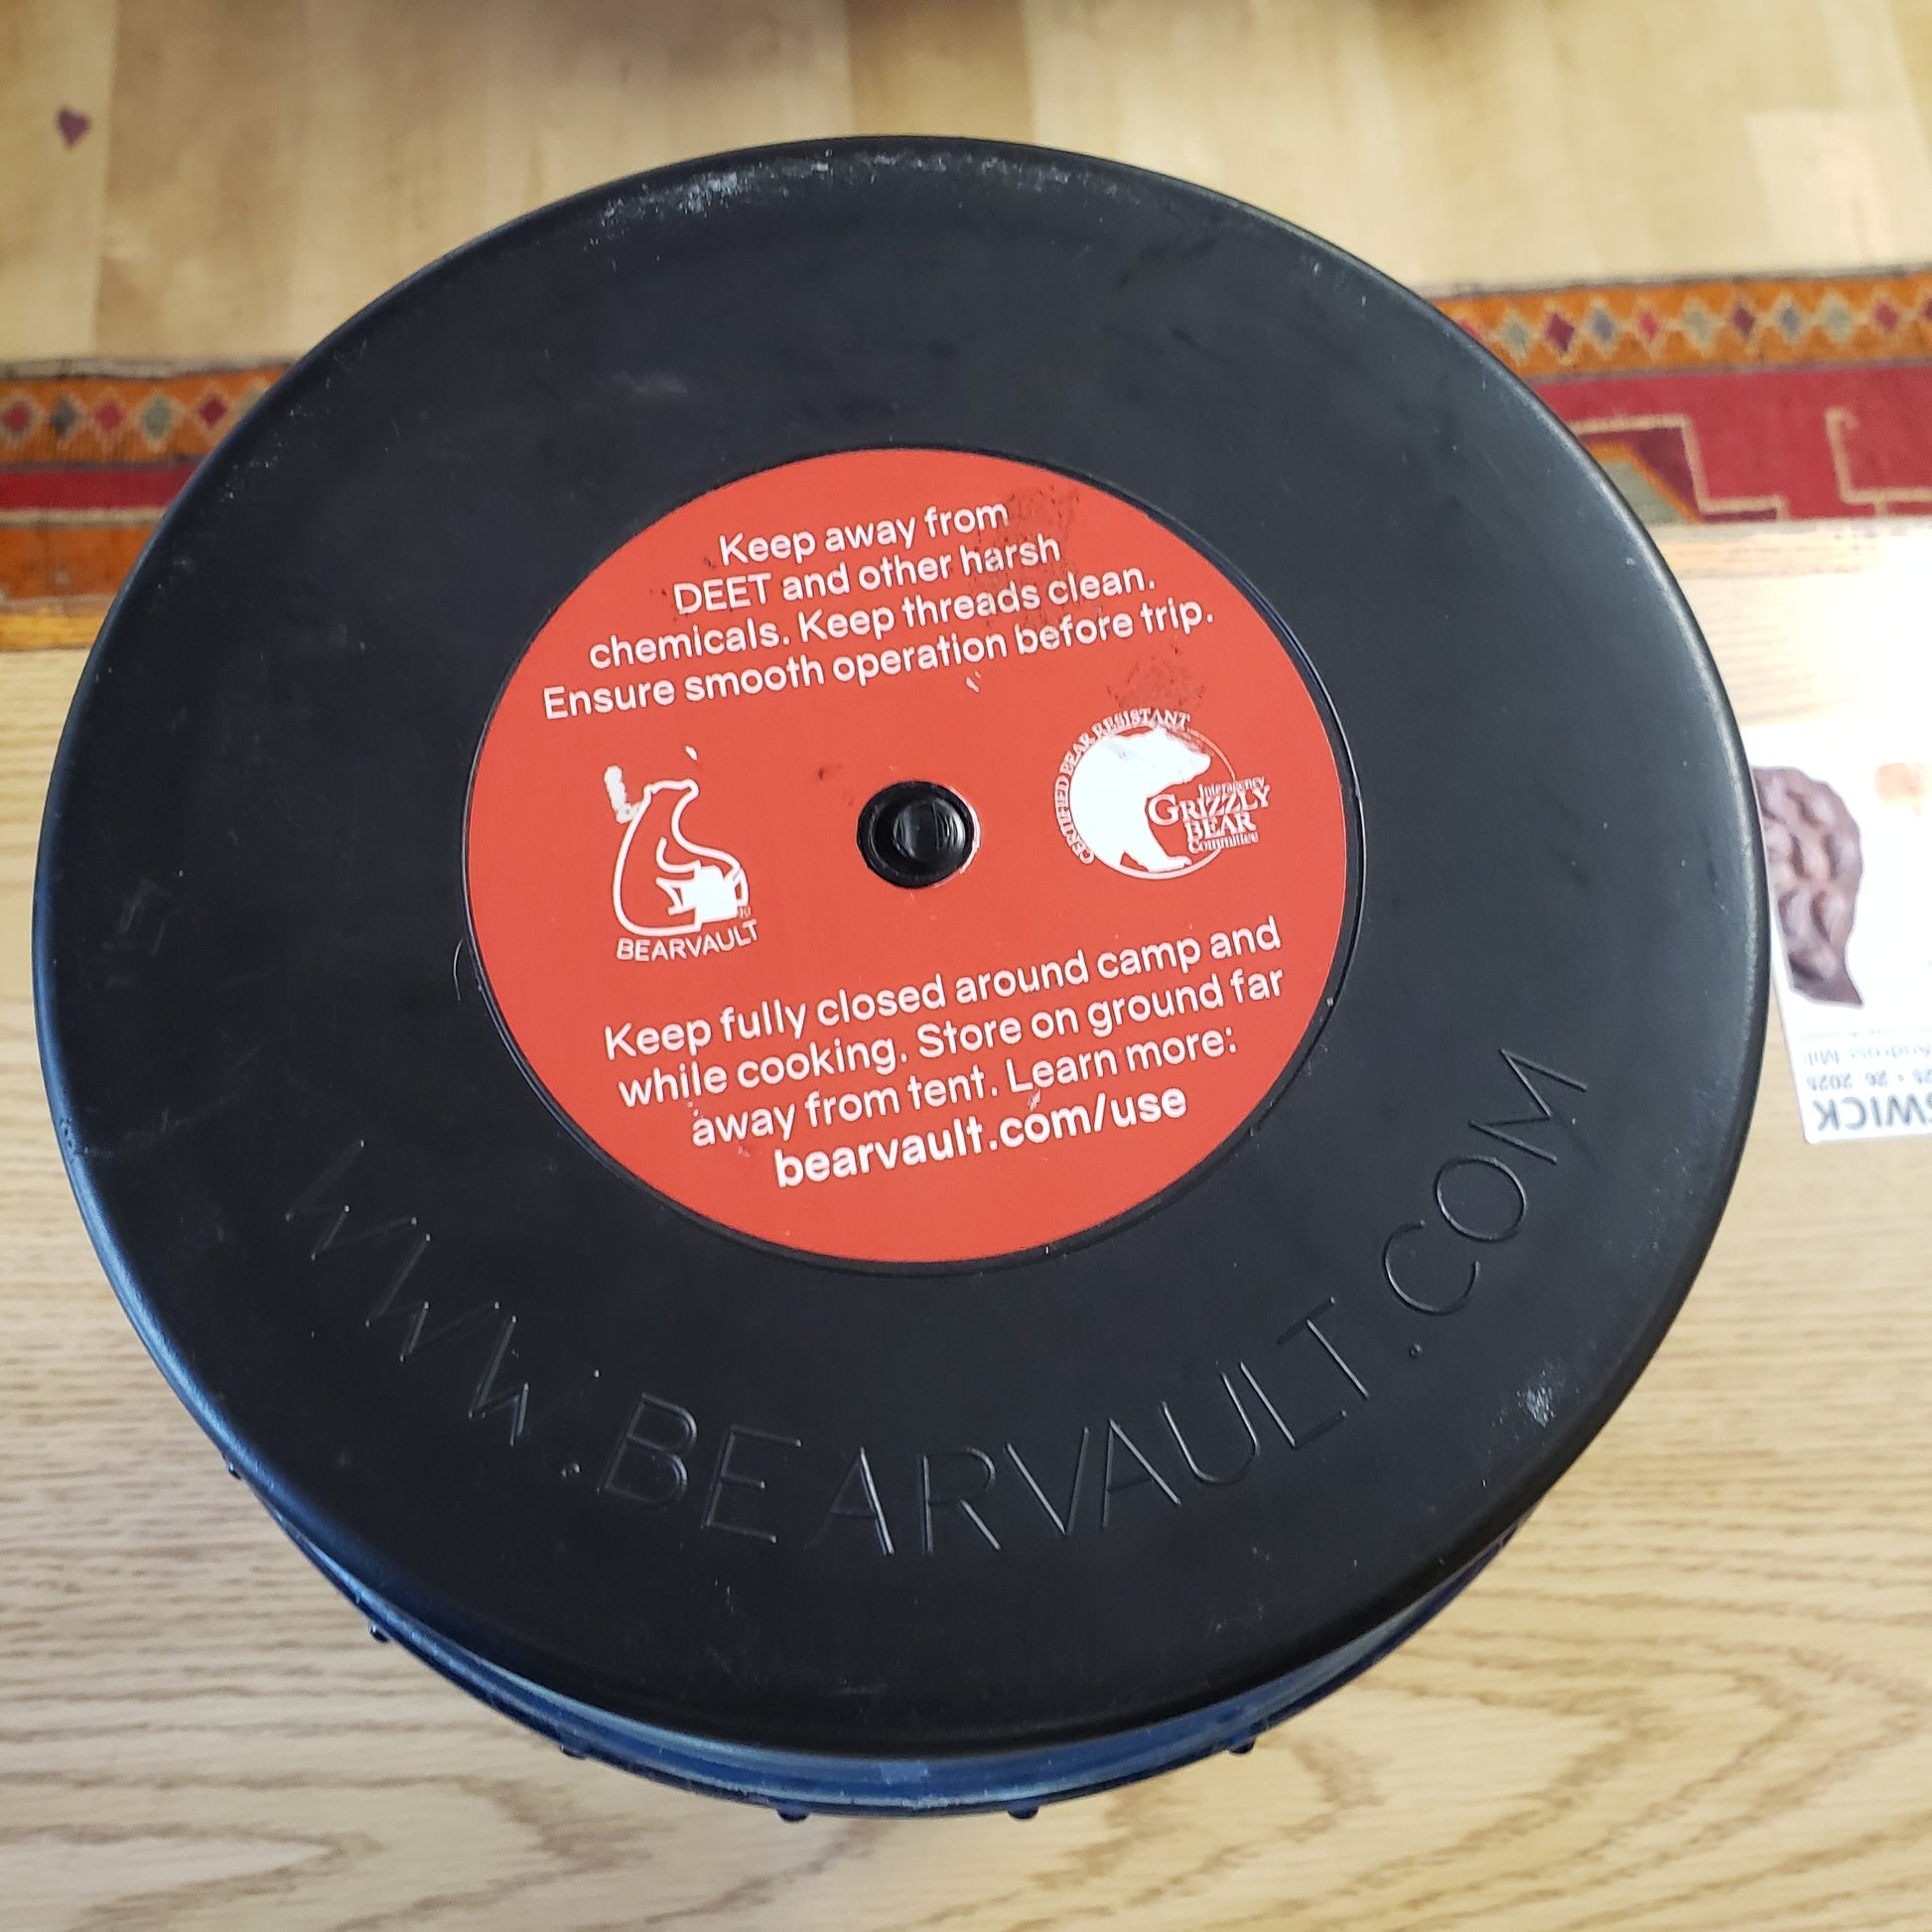 Keep away from
DEET and other harsh
chemicals. Keep threads clean.
Ensure smooth operation before trip.
BEARVAULT
CERTIFIED BEAR RESISTANT
Interagency
GRIZZLY
BEAR
Committee
Keep fully closed around camp and
while cooking. Store on ground far
away from tent. Learn more:
bearvault.com/use
WWW.BEARVAULT.COM